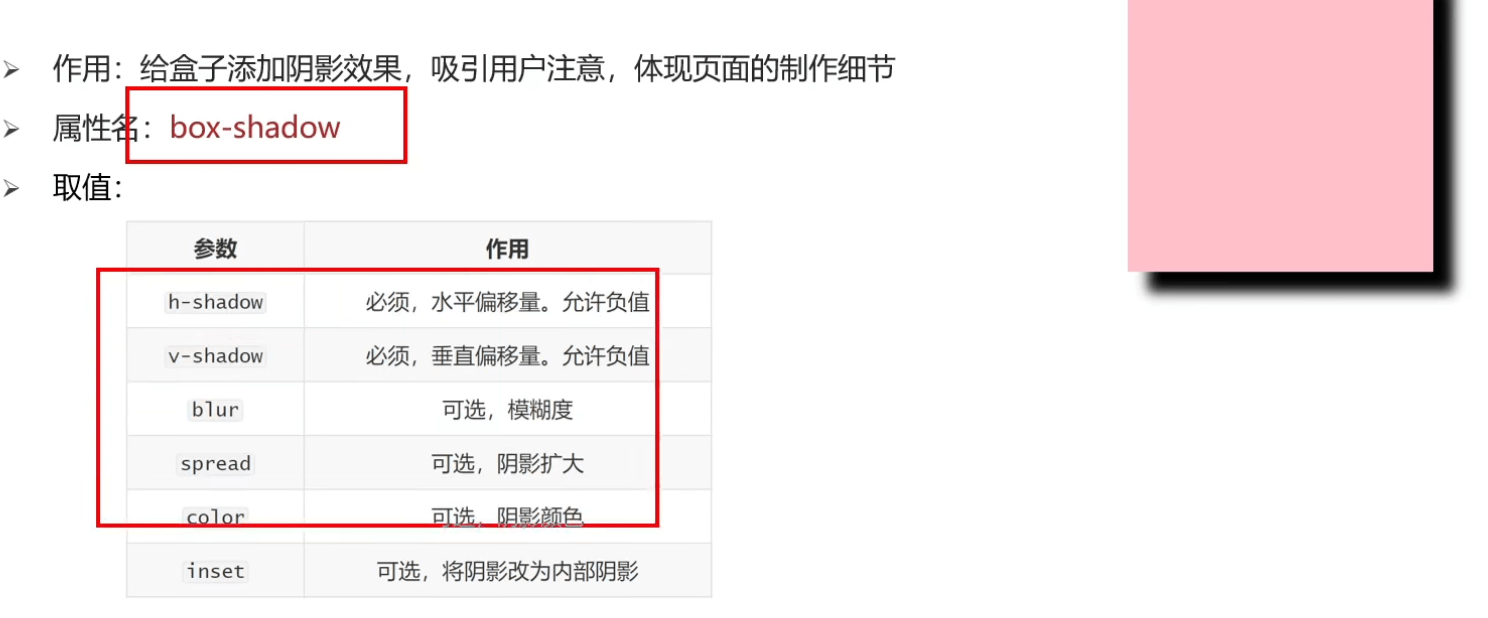 作用：给盒子添加阴影效果，吸引用户注意，体现页面的制作细节
属性名：box-shadow
取值：
参数 作用
h-shadow 必须，水平偏移量。允许负值
v-shadow 必须，垂直偏移量。允许负值
blur 可选，模糊度
spread 可选，阴影扩大
color 可选，阴影颜色
inset 可选，将阴影改为内部阴影